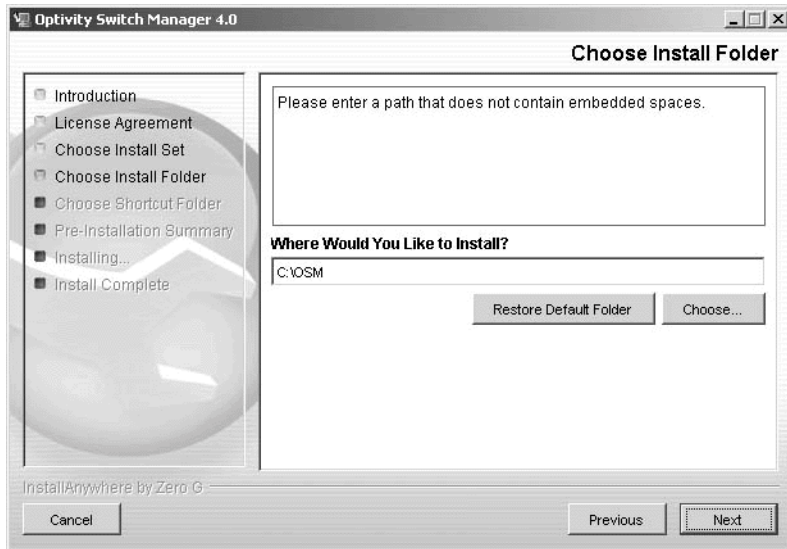 Optivity Switch Manager 4.0
Choose Install Folder
Introduction
License Agreement
Choose Install Set
Choose Install Folder
Choose Shortcut Folder
Pre-Installation Summary
Installing...
Install Complete
Please enter a path that does not contain embedded spaces.
Where Would You Like to Install?
C:\OSM
Restore Default Folder
Choose...
InstallAnywhere by Zero G
Cancel
Previous
Next